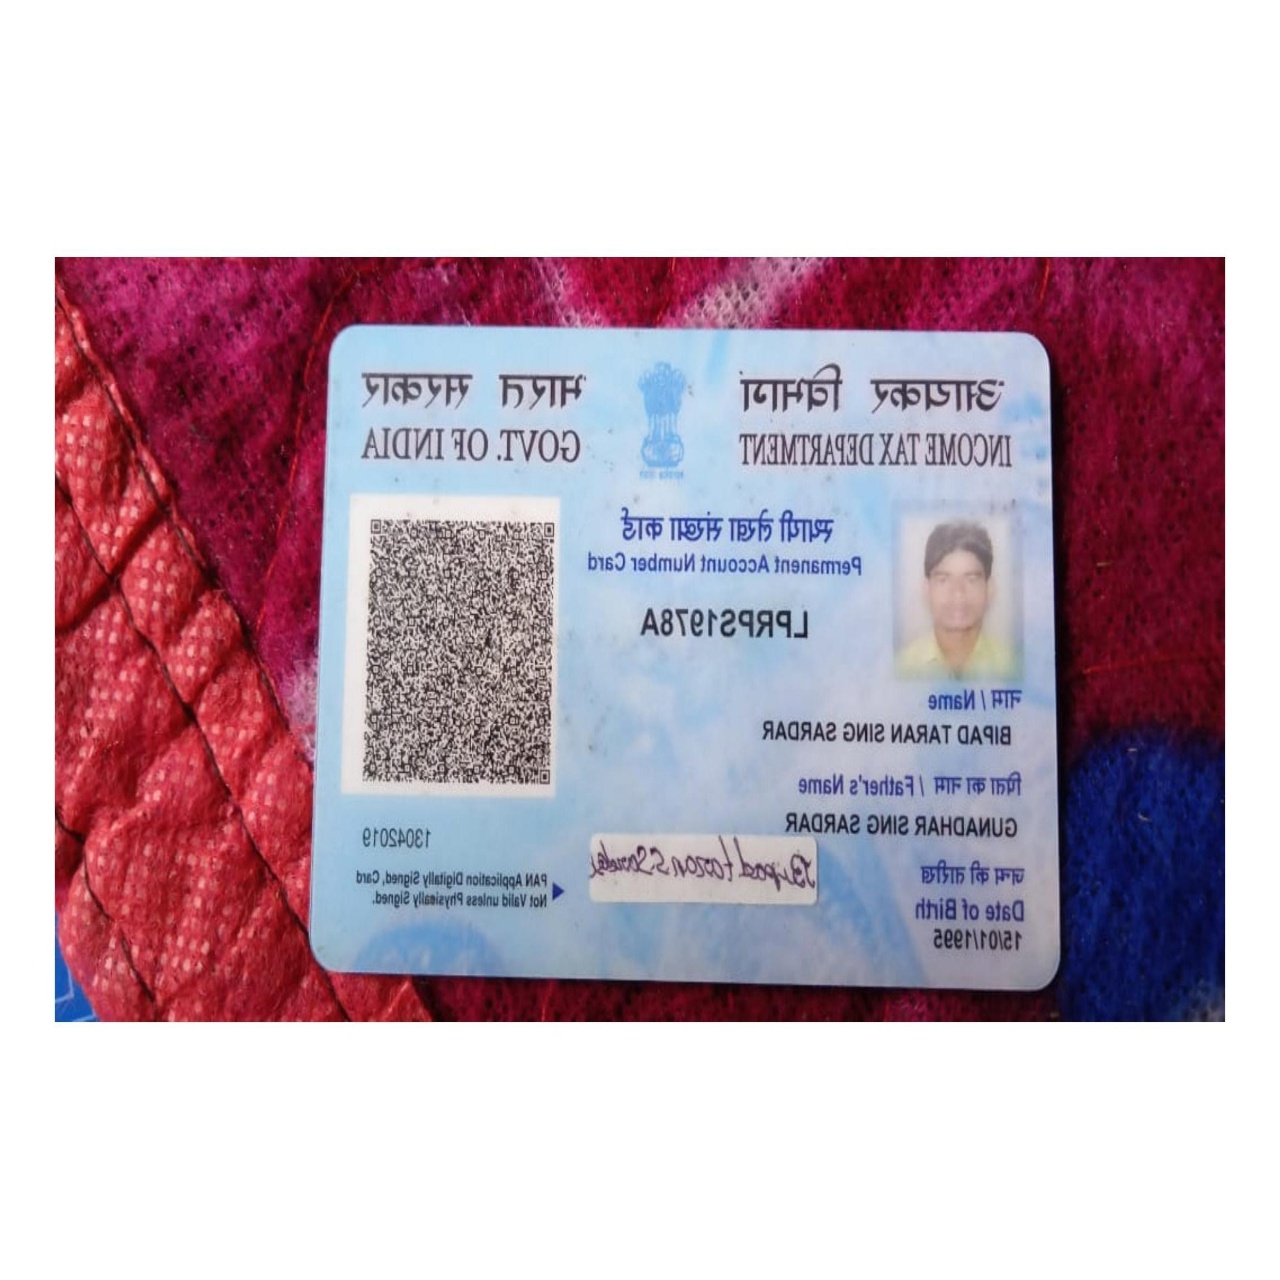 आयकर विभाग
INCOME TAX DEPARTMENT
भारत सरकार
GOVT. OF INDIA
स्थायी लेखा संख्या कार्ड
Permanent Account Number Card
LPRPS1978A
नाम / Name
BIPAD TARAN SING SARDAR
पिता का नाम / Father's Name
GUNADHAR SING SARDAR
जन्म की तारीख
Date of Birth
15/01/1995
Bipad taran S Sardar
13042019
PAN Application Digitally Signed, Card
Not Valid unless Physically Signed.